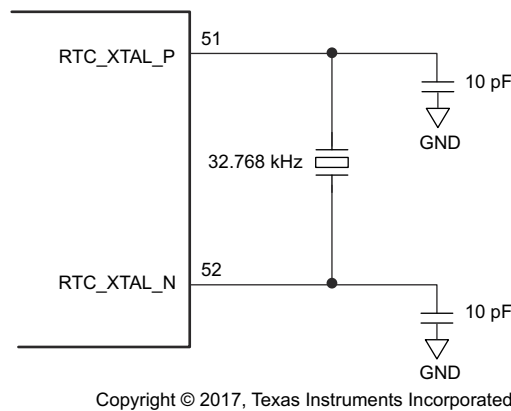 51
RTC_XTAL_P
10 pF
GND
32.768 kHz
52
RTC_XTAL_N
10 pF
GND
Copyright © 2017, Texas Instruments Incorporated